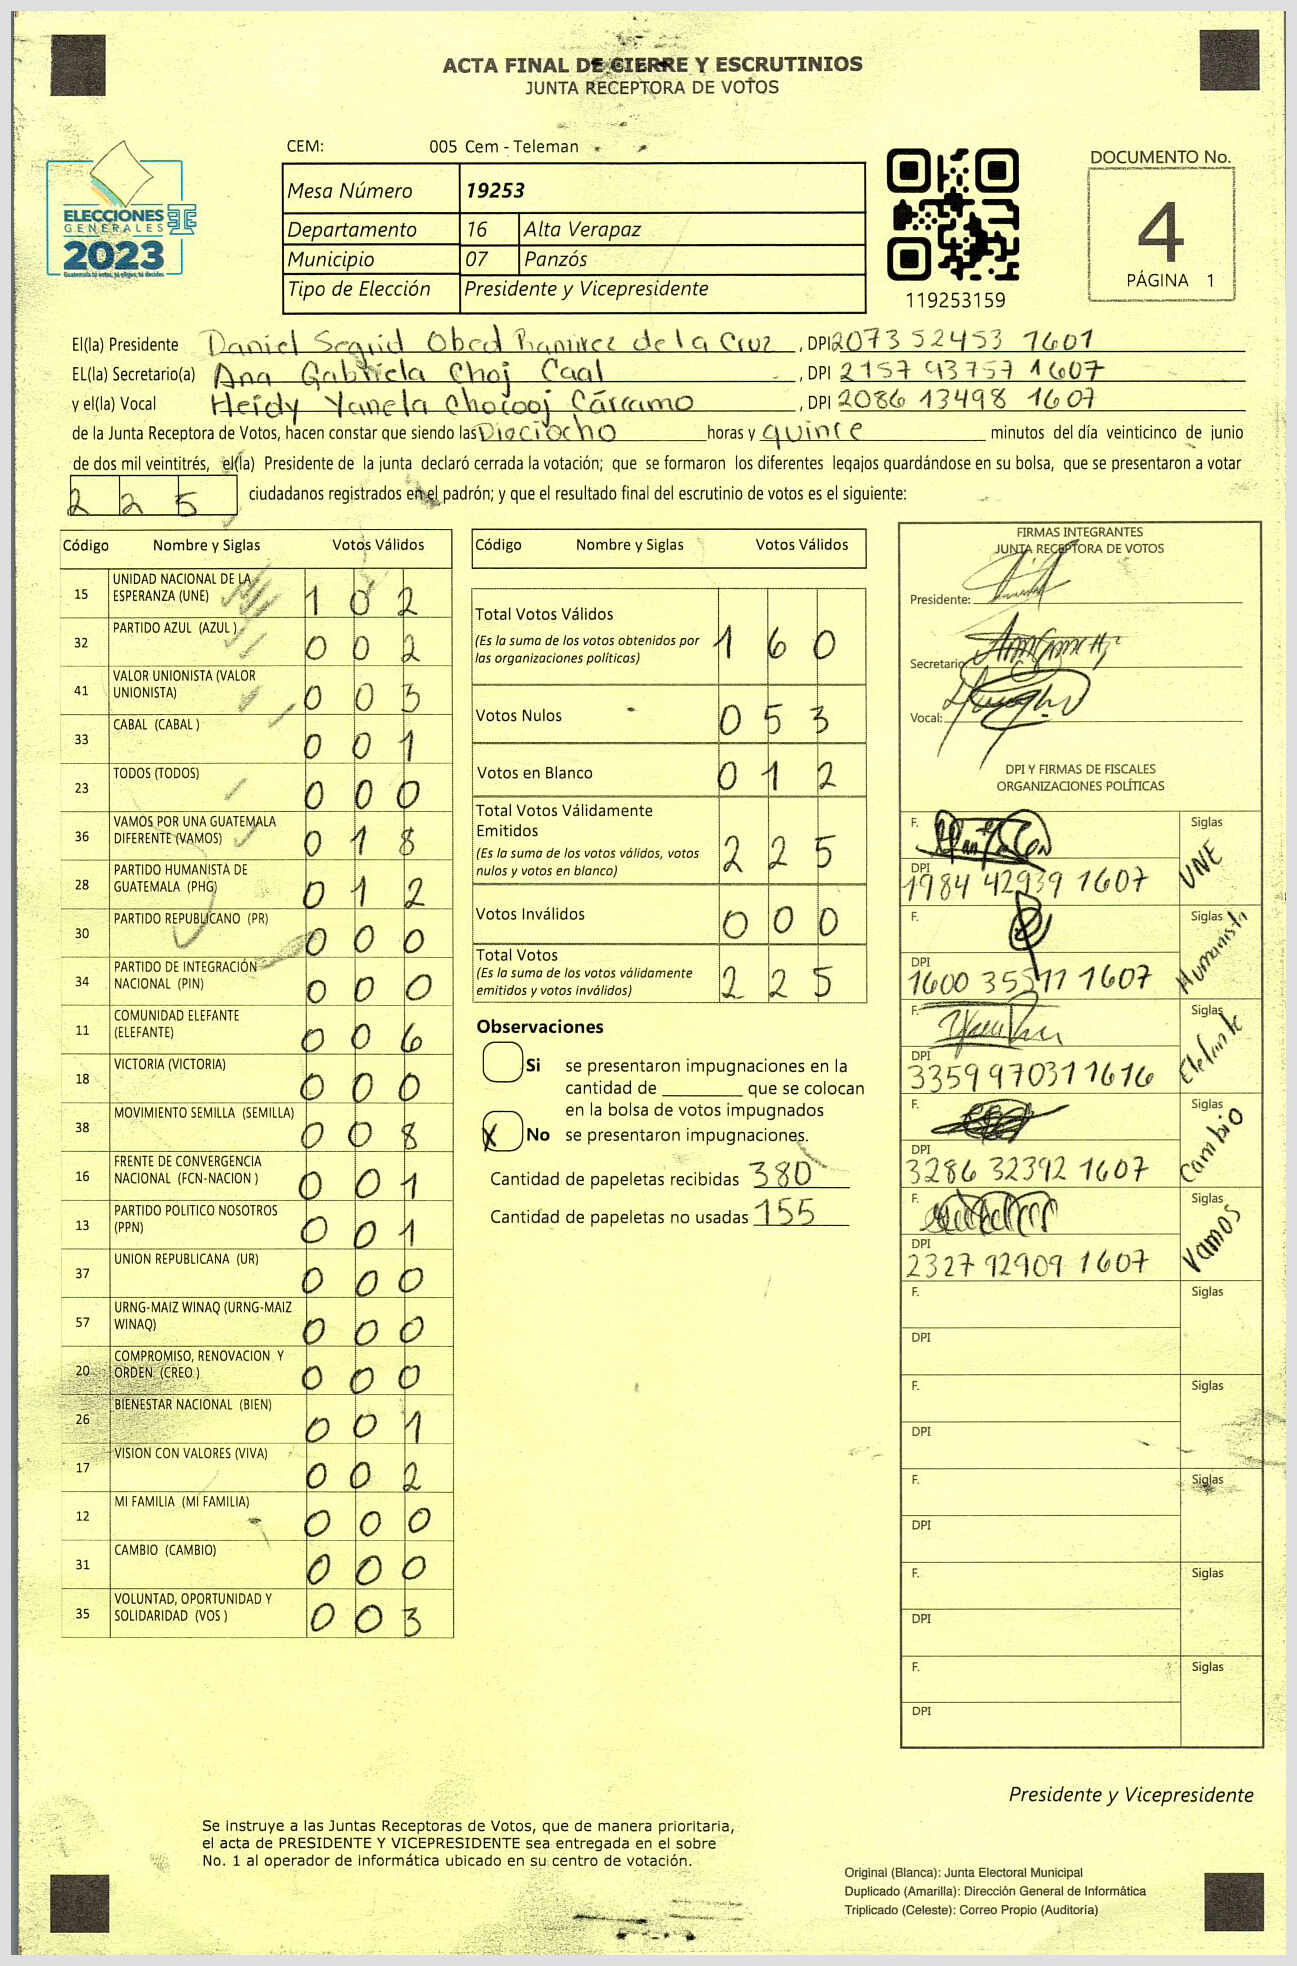 ACTA FINAL DE CIERRE Y ESCRUTINIOS
JUNTA RECEPTORA DE VOTOS
CEM: 005 Cem - Teleman
ELECCIONES
GENERALES
2023
Guatemala tú votas, tú eliges, tú decides
Mesa Número 19253
Departamento 16 Alta Verapaz
Municipio 07 Panzós
Tipo de Elección Presidente y Vicepresidente
119253159
DOCUMENTO No.
4
PÁGINA 1
El(la) Presidente Daniel Seguid Obed Ramirez de la Cruz, DPI 2073 52453 1601
EL(la) Secretario(a) Ana Gabriela Choj Caal, DPI 2157 93757 1607
y el(la) Vocal Heidy Yanela Chocooj Cárcamo, DPI 2086 13498 1607
de la Junta Receptora de Votos, hacen constar que siendo las Dieciocho horas y quince minutos del día veinticinco de junio
de dos mil veintitrés, el(la) Presidente de la junta declaró cerrada la votación; que se formaron los diferentes legajos guardándose en su bolsa, que se presentaron a votar
225 ciudadanos registrados en el padrón; y que el resultado final del escrutinio de votos es el siguiente:
Código Nombre y Siglas Votos Válidos
15 UNIDAD NACIONAL DE LA ESPERANZA (UNE) 1 0 2
32 PARTIDO AZUL (AZUL ) 0 0 2
41 VALOR UNIONISTA (VALOR UNIONISTA) 0 0 3
33 CABAL (CABAL ) 0 0 1
23 TODOS (TODOS) 0 0 0
36 VAMOS POR UNA GUATEMALA DIFERENTE (VAMOS) 0 1 8
28 PARTIDO HUMANISTA DE GUATEMALA (PHG) 0 1 2
30 PARTIDO REPUBLICANO (PR) 0 0 0
34 PARTIDO DE INTEGRACIÓN NACIONAL (PIN) 0 0 0
11 COMUNIDAD ELEFANTE (ELEFANTE) 0 0 6
18 VICTORIA (VICTORIA) 0 0 0
38 MOVIMIENTO SEMILLA (SEMILLA) 0 0 8
16 FRENTE DE CONVERGENCIA NACIONAL (FCN-NACION ) 0 0 1
13 PARTIDO POLITICO NOSOTROS (PPN) 0 0 1
37 UNION REPUBLICANA (UR) 0 0 0
57 URNG-MAIZ WINAQ (URNG-MAIZ WINAQ) 0 0 0
20 COMPROMISO, RENOVACION Y ORDEN (CREO ) 0 0 0
26 BIENESTAR NACIONAL (BIEN) 0 0 1
17 VISION CON VALORES (VIVA) 0 0 2
12 MI FAMILIA (MI FAMILIA) 0 0 0
31 CAMBIO (CAMBIO) 0 0 0
35 VOLUNTAD, OPORTUNIDAD Y SOLIDARIDAD (VOS ) 0 0 3
Código Nombre y Siglas Votos Válidos
Total Votos Válidos 1 6 0
(Es la suma de los votos obtenidos por
las organizaciones políticas)
Votos Nulos 0 5 3
Votos en Blanco 0 1 2
Total Votos Válidamente
Emitidos 2 2 5
(Es la suma de los votos válidos, votos
nulos y votos en blanco)
Votos Inválidos 0 0 0
Total Votos 2 2 5
(Es la suma de los votos válidamente
emitidos y votos inválidos)
Observaciones
Si se presentaron impugnaciones en la
cantidad de ________ que se colocan
en la bolsa de votos impugnados
X No se presentaron impugnaciones.
Cantidad de papeletas recibidas 380
Cantidad de papeletas no usadas 155
FIRMAS INTEGRANTES
JUNTA RECEPTORA DE VOTOS
Presidente:
Secretario:
Vocal:
DPI Y FIRMAS DE FISCALES
ORGANIZACIONES POLÍTICAS
F. Siglas UNE
DPI 1984 42939 1607
F. Siglas Humanista
DPI 1600 35511 1607
F. Siglas Elefante
DPI 3359 97031 1616
F. Siglas Cambio
DPI 3286 32392 1607
F. Siglas Vamos
DPI 2327 92909 1607
F. Siglas
DPI
F. Siglas
DPI
F. Siglas
DPI
F. Siglas
DPI
F. Siglas
DPI
Presidente y Vicepresidente
Se instruye a las Juntas Receptoras de Votos, que de manera prioritaria,
el acta de PRESIDENTE Y VICEPRESIDENTE sea entregada en el sobre
No. 1 al operador de informática ubicado en su centro de votación.
Original (Blanca): Junta Electoral Municipal
Duplicado (Amarilla): Dirección General de Informática
Triplicado (Celeste): Correo Propio (Auditoría)